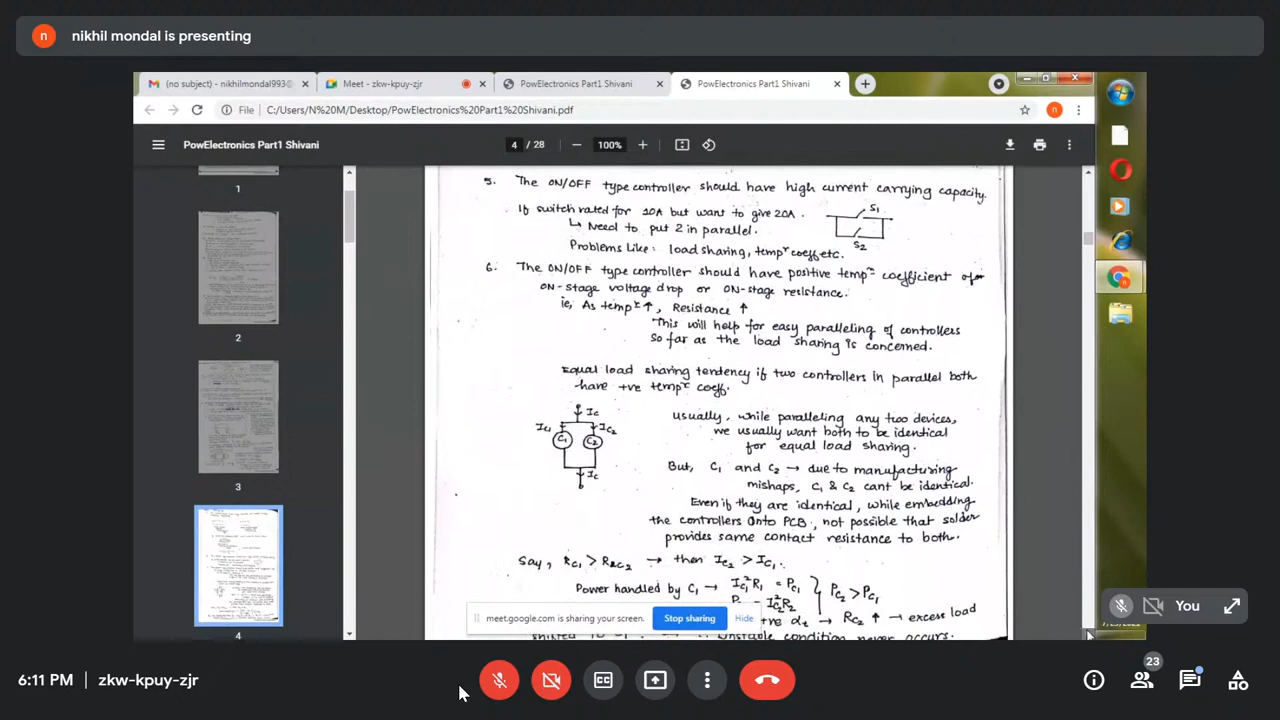 n
nikhil mondal is presenting
(no subject) - nikhilmondal993@
Meet - zkw-kpuy-zjr
PowElectronics Part1 Shivani
PowElectronics Part1 Shivani
File
C:/Users/N%20M/Desktop/PowElectronics%20Part1%20Shivani.pdf
n
PowElectronics Part1 Shivani
4 / 28
100%
1
2
3
4
5. The ON/OFF type controller should have high current carrying capacity.
If switch rated for 10A but want to give 20A.
↳ Need to put 2 in parallel.
S1
S2
Problems like: load sharing, tempr coeff etc.
6. The ON/OFF type controller should have positive tempr coefficient of
ON-stage voltage drop or ON-stage resistance.
ie, As tempr ↑, Resistance ↑
This will help for easy paralleling of controllers
so far as the load sharing is concerned.
Equal load sharing tendency if two controllers in parallel both
have +ve tempr coeff.
Ic
Ic1
Ic2
C1
C2
Ic
usually, while paralleling any two devices,
we usually want both to be identical
for equal load sharing.
But, C1 and C2 → due to manufacturing
mishaps, C1 & C2 cant be identical.
Even if they are identical, while embedding
the controllers onto PCB, not possible that solder
provides same contact resistance to both.
Say, Rc1 > Rc2 then Ic2 > Ic1.
Power handled by C1 → Ic1²R1 = Pc1
Ic2²R2
} Pc2 > Pc1
+ve αt → Rc2 ↑ → excess load
shifted to C1 Unstable condition never occurs.
meet.google.com is sharing your screen.
Stop sharing
Hide
You
6:11 PM
zkw-kpuy-zjr
23